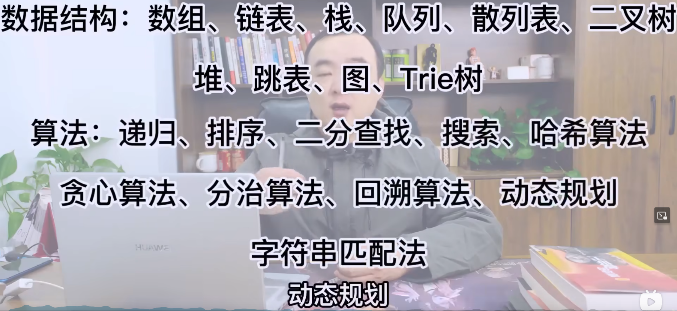 数据结构：数组、链表、栈、队列、散列表、二叉树
堆、跳表、图、Trie树
算法：递归、排序、二分查找、搜索、哈希算法
贪心算法、分治算法、回溯算法、动态规划
字符串匹配法
动态规划